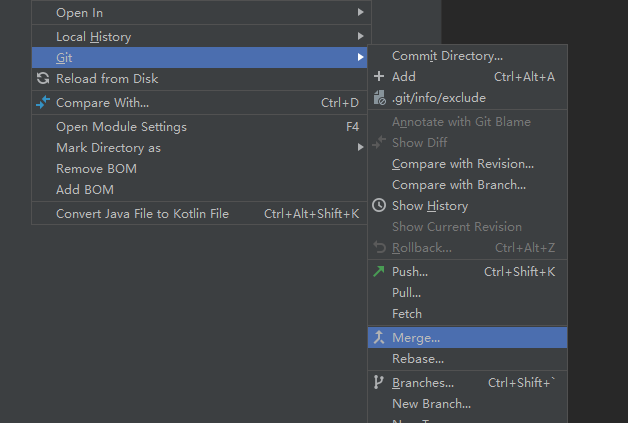 Open In
Local History
Git
Reload from Disk
Compare With... Ctrl+D
Open Module Settings F4
Mark Directory as
Remove BOM
Add BOM
Convert Java File to Kotlin File Ctrl+Alt+Shift+K
Commit Directory...
Add Ctrl+Alt+A
.git/info/exclude
Annotate with Git Blame
Show Diff
Compare with Revision...
Compare with Branch...
Show History
Show Current Revision
Rollback... Ctrl+Alt+Z
Push... Ctrl+Shift+K
Pull...
Fetch
Merge...
Rebase...
Branches... Ctrl+Shift+`
New Branch...